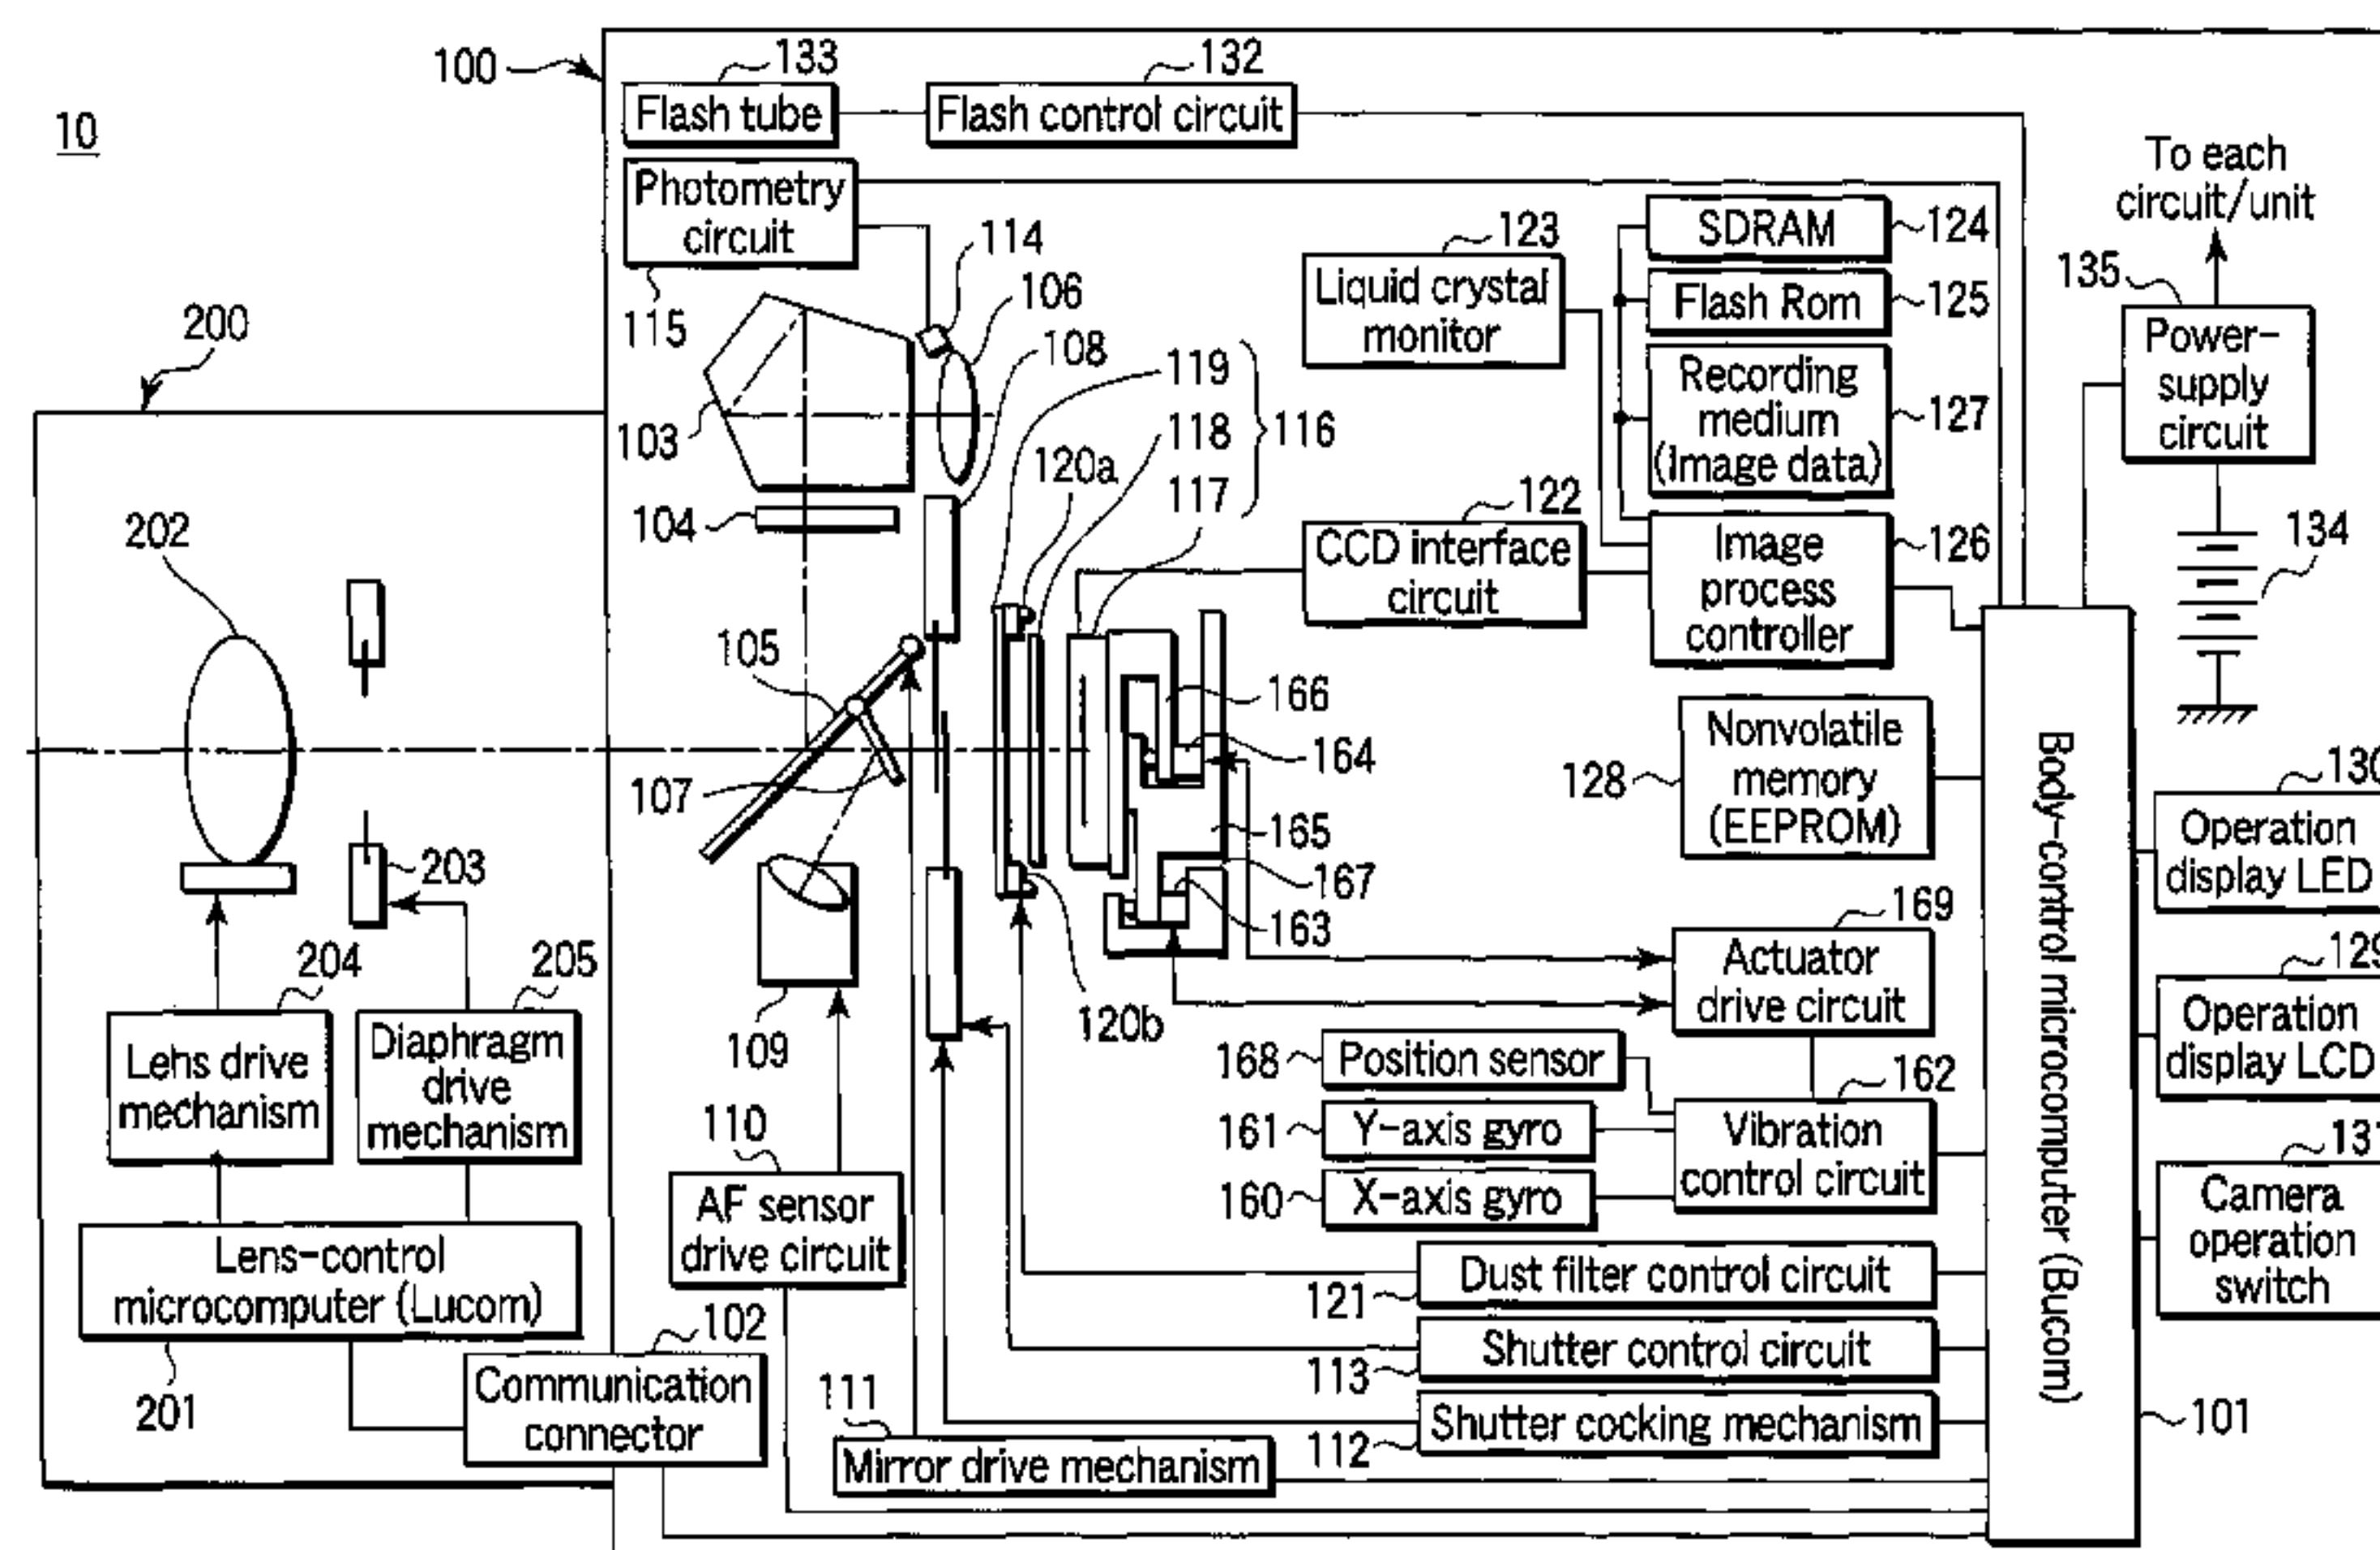 100
133
132
Flash tube
Flash control circuit
10
To each
circuit/unit
Photometry
circuit
114
123
SDRAM
124
115
106
Liquid crystal
monitor
Flash Rom
125
135
200
108
119
Recording
medium
(Image data)
127
Power-
supply
circuit
103
118
116
120a
117
104
122
202
CCD interface
circuit
Image
process
controller
126
134
105
166
164
Nonvolatile
memory
(EEPROM)
128
107
130
165
Operation
display LED
203
167
169
163
Actuator
drive circuit
204
205
129
Lehs drive
mechanism
Diaphragm
drive
mechanism
109
120b
Operation
display LCD
168
Position sensor
162
110
161
Y-axis gyro
Vibration
control circuit
131
160
X-axis gyro
AF sensor
drive circuit
Camera
operation
switch
Lens-control
microcomputer (Lucom)
Dust filter control circuit
121
102
Shutter control circuit
113
201
Communication
connector
111
Shutter cocking mechanism
112
Body-control microcomputer (Bucom)
101
Mirror drive mechanism